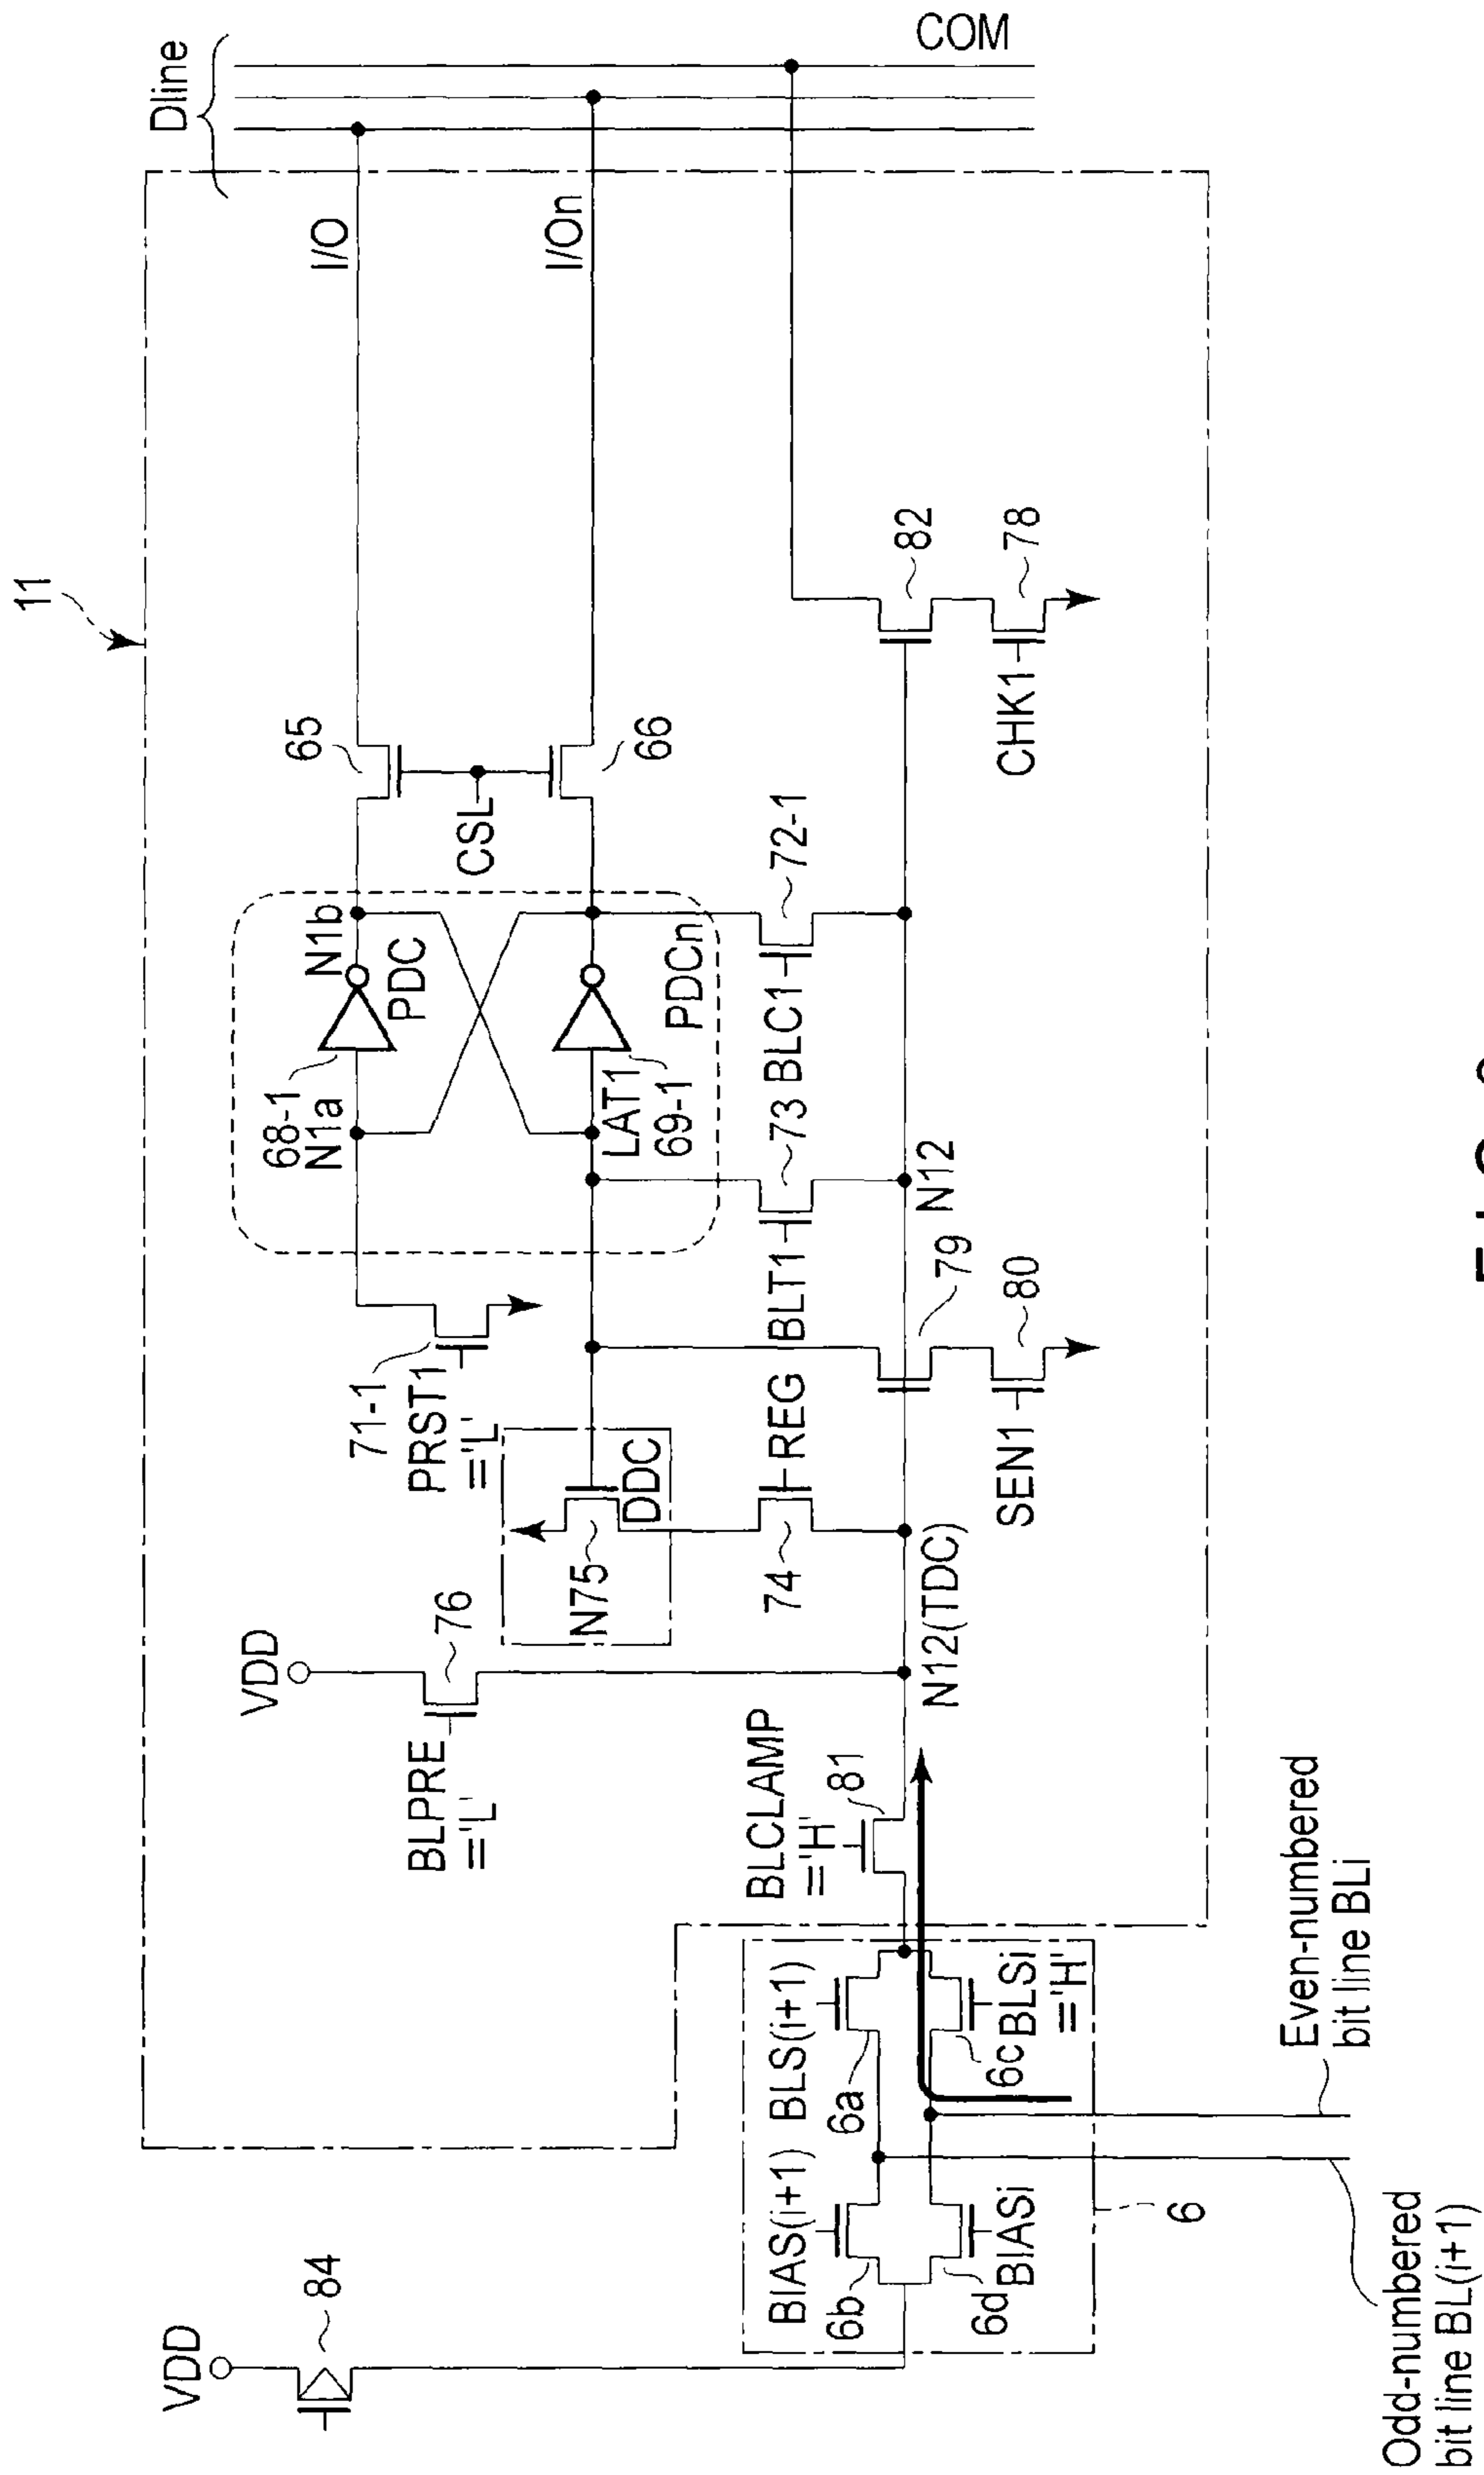 11
Dline
COM
I/O
I/On
VDD
84
VDD
BLPRE
='L'
76
71-1
PRST1
='L'
68-1
N1a
N1b
PDC
65
CSL
66
LAT1
69-1
PDCn
N75
DDC
74
REG
BLT1
73
BLC1
72-1
BLCLAMP
='H'
81
N12(TDC)
N12
79
SEN1
80
82
CHK1
78
BIAS(i+1)
BLS(i+1)
6b
6a
6d
BIASi
6c
BLSi
='H'
6
Even-numbered
bit line BLi
Odd-numbered
bit line BL(i+1)